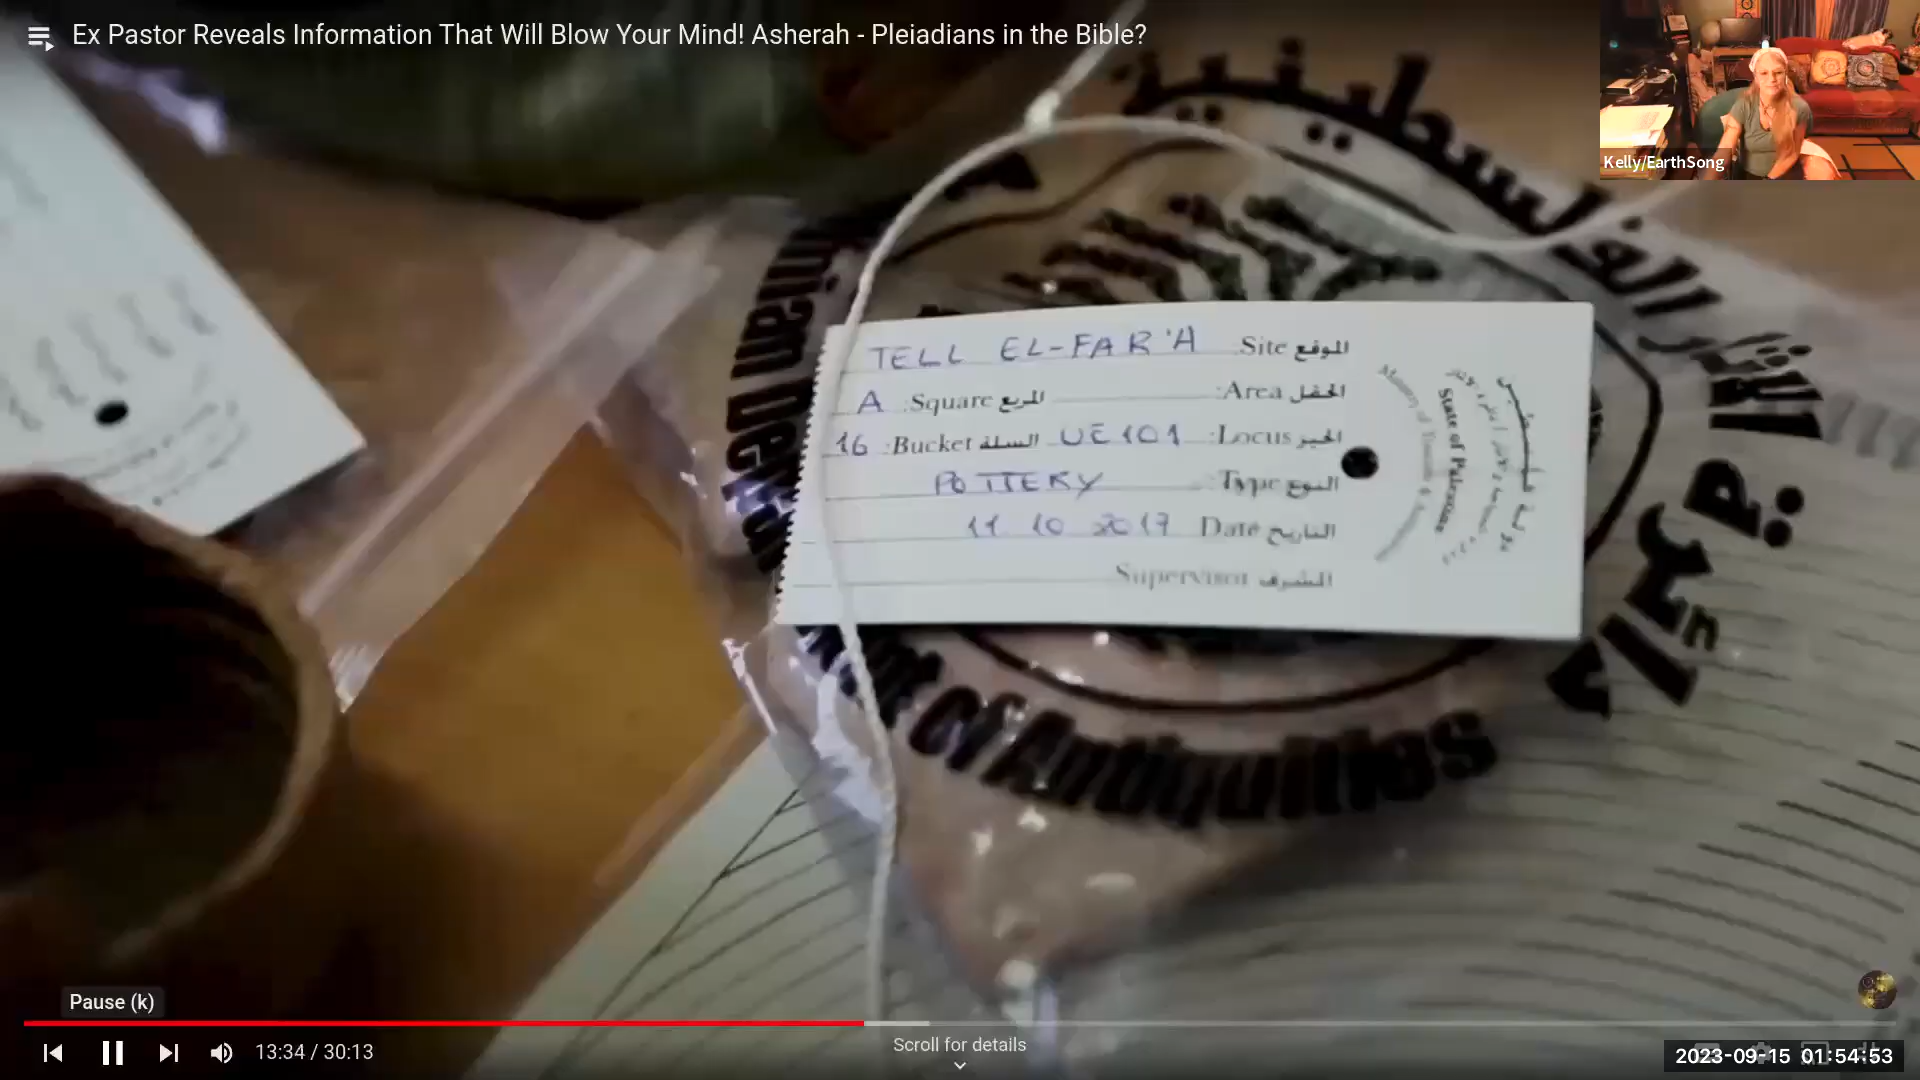 Ex Pastor Reveals Information That Will Blow Your Mind! Asherah - Pleiadians in the Bible?
Kelly/EarthSong
TELL EL-FAR'A Site الموقع
A Square المربع Area الحقل
16 Bucket السلة UE 101 Locus
POTTERY Type النوع
11 10 2017 Date التاريخ
Supervisor المشرف
State of Palestine
of Antiquities
Pause (k)
13:34 / 30:13
Scroll for details
2023-09-15 01:54:53